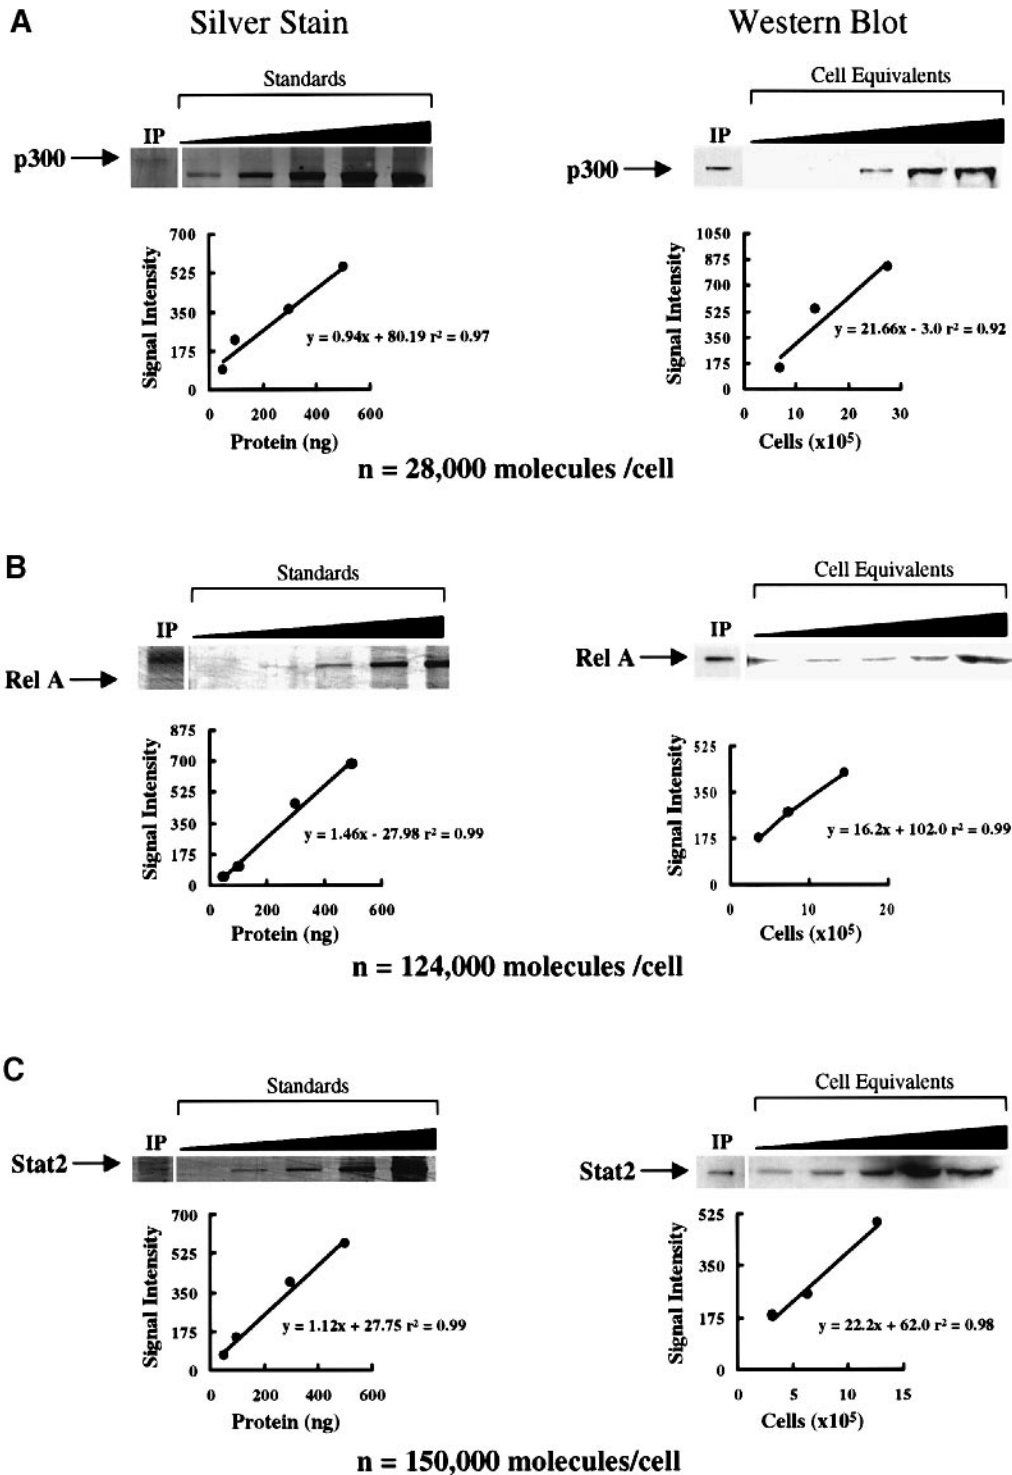 A
Silver Stain
Western Blot
Standards
Cell Equivalents
IP
IP
p300
p300
700
525
350
175
0
Signal Intensity
y = 0.94x + 80.19 r² = 0.97
0 200 400 600
Protein (ng)
1050
875
700
525
350
175
0
Signal Intensity
y = 21.66x - 3.0 r² = 0.92
0 10 20 30
Cells (x10⁵)
n = 28,000 molecules /cell
B
Standards
Cell Equivalents
IP
IP
Rel A
Rel A
875
700
525
350
175
0
Signal Intensity
y = 1.46x - 27.98 r² = 0.99
0 200 400 600
Protein (ng)
525
350
175
0
Signal Intensity
y = 16.2x + 102.0 r² = 0.99
0 10 20
Cells (x10⁵)
n = 124,000 molecules /cell
C
Standards
Cell Equivalents
IP
IP
Stat2
Stat2
700
525
350
175
0
Signal Intensity
y = 1.12x + 27.75 r² = 0.99
0 200 400 600
Protein (ng)
525
350
175
0
Signal Intensity
y = 22.2x + 62.0 r² = 0.98
0 5 10 15
Cells (x10⁵)
n = 150,000 molecules/cell